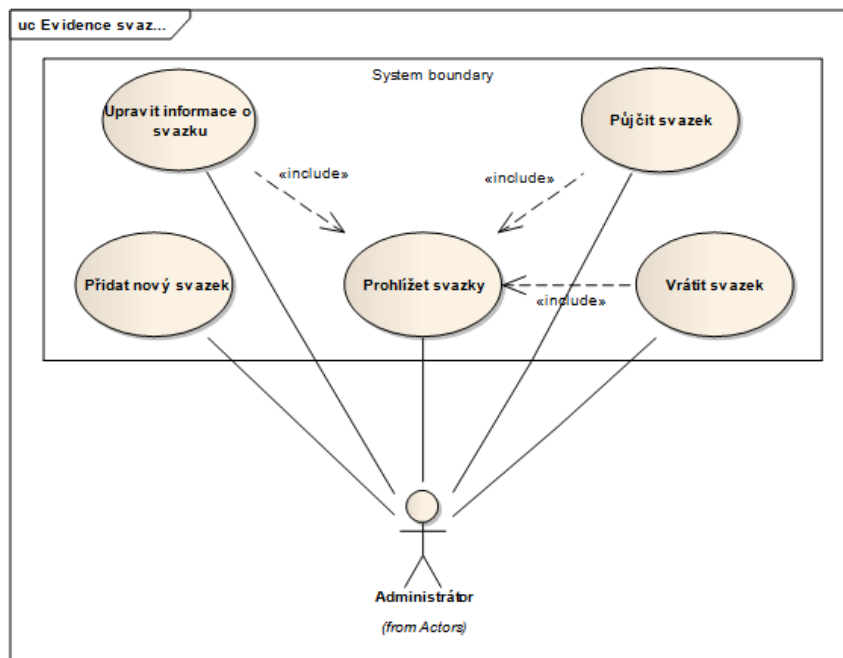 uc Evidence svaz...
System boundary
Upravit informace o
svazku
Půjčit svazek
«include»
«include»
Přidat nový svazek
Prohlížet svazky
Vrátit svazek
«include»
Administrátor
(from Actors)